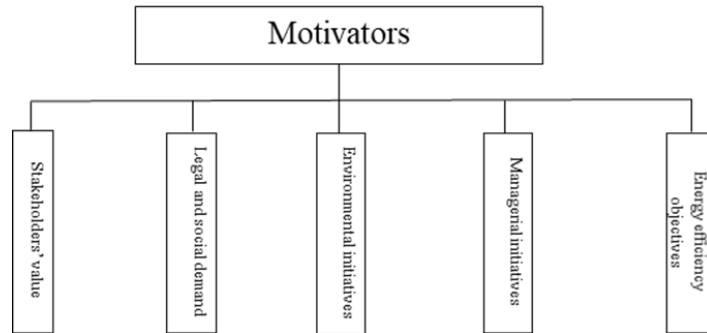 Motivators
Stakeholders' value
Legal and social demand
Environmental initiatives
Managerial initiatives
Energy efficiency
objectives